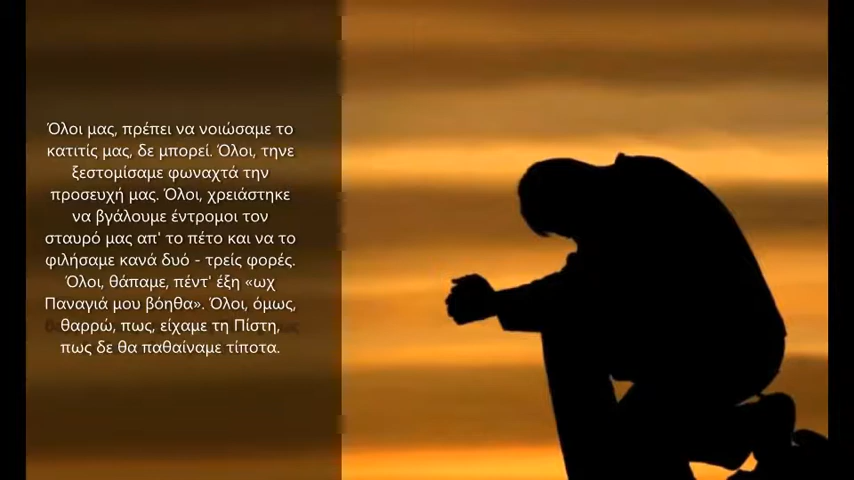 Όλοι μας, πρέπει να νοιώσαμε το
κατιτίς μας, δε μπορεί. Όλοι, τηνε
ξεστομίσαμε φωναχτά την
προσευχή μας. Όλοι, χρειάστηκε
να βγάλουμε έντρομοι τον
σταυρό μας απ' το πέτο και να το
φιλήσαμε κανά δυό - τρείς φορές.
Όλοι, θάπαμε, πέντ' έξη «ωχ
Παναγιά μου βόηθα». Όλοι, όμως,
θαρρώ, πως, είχαμε τη Πίστη,
πως δε θα παθαίναμε τίποτα.